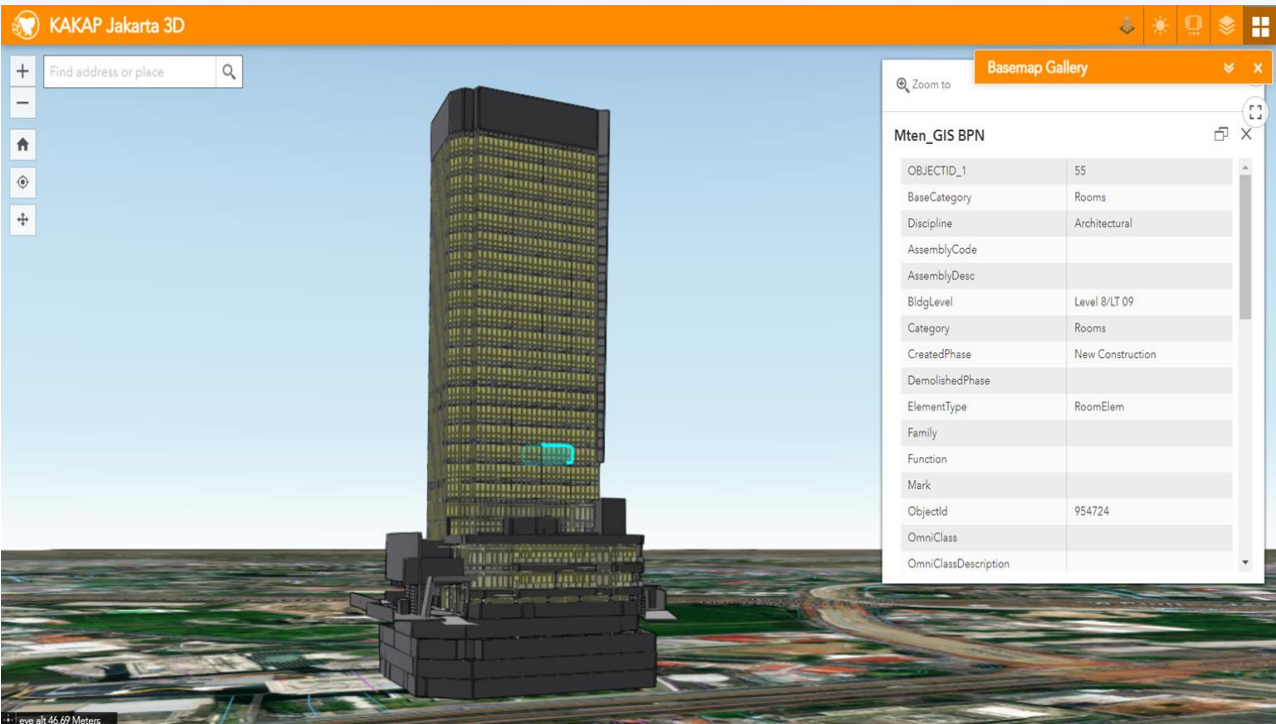 KAKAP Jakarta 3D
Find address or place
Basemap Gallery
Zoom to
Mten_GIS BPN
OBJECTID_1 55
BaseCategory Rooms
Discipline Architectural
AssemblyCode
AssemblyDesc
BldgLevel Level 8/LT 09
Category Rooms
CreatedPhase New Construction
DemolishedPhase
ElementType RoomElem
Family
Function
Mark
ObjectId 954724
OmniClass
OmniClassDescription
eye alt 46.69 Meters